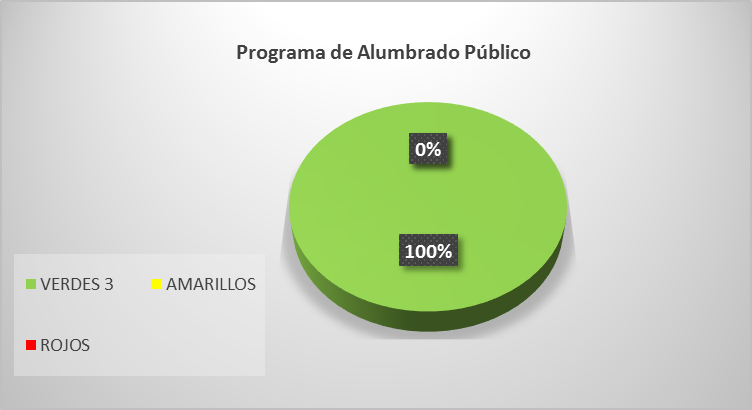 Programa de Alumbrado Público
0%
100%
VERDES 3
AMARILLOS
ROJOS